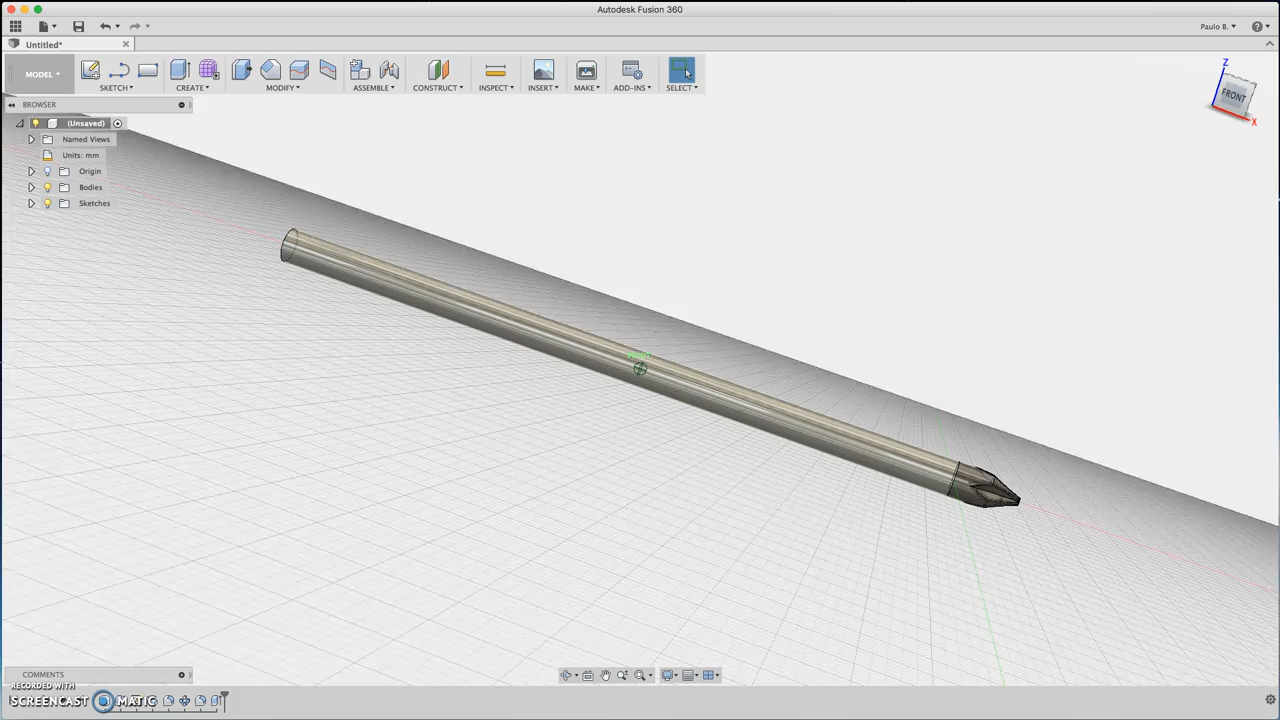 Autodesk Fusion 360
Paulo B.
Untitled*
MODEL
SKETCH
CREATE
MODIFY
ASSEMBLE
CONSTRUCT
INSPECT
INSERT
MAKE
ADD-INS
SELECT
Z
FRONT
X
BROWSER
(Unsaved)
Named Views
Units: mm
Origin
Bodies
Sketches
COMMENTS
RECORDED WITH
SCREENCAST MATIC